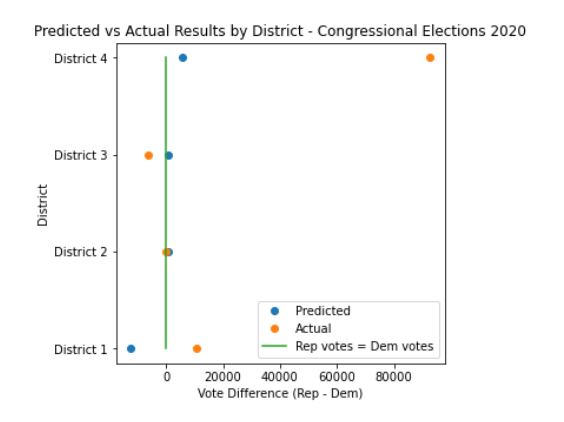 Predicted vs Actual Results by District - Congressional Elections 2020
District 4
District 3
District
District 2
Predicted
Actual
Rep votes = Dem votes
District 1
0 20000 40000 60000 80000
Vote Difference (Rep - Dem)